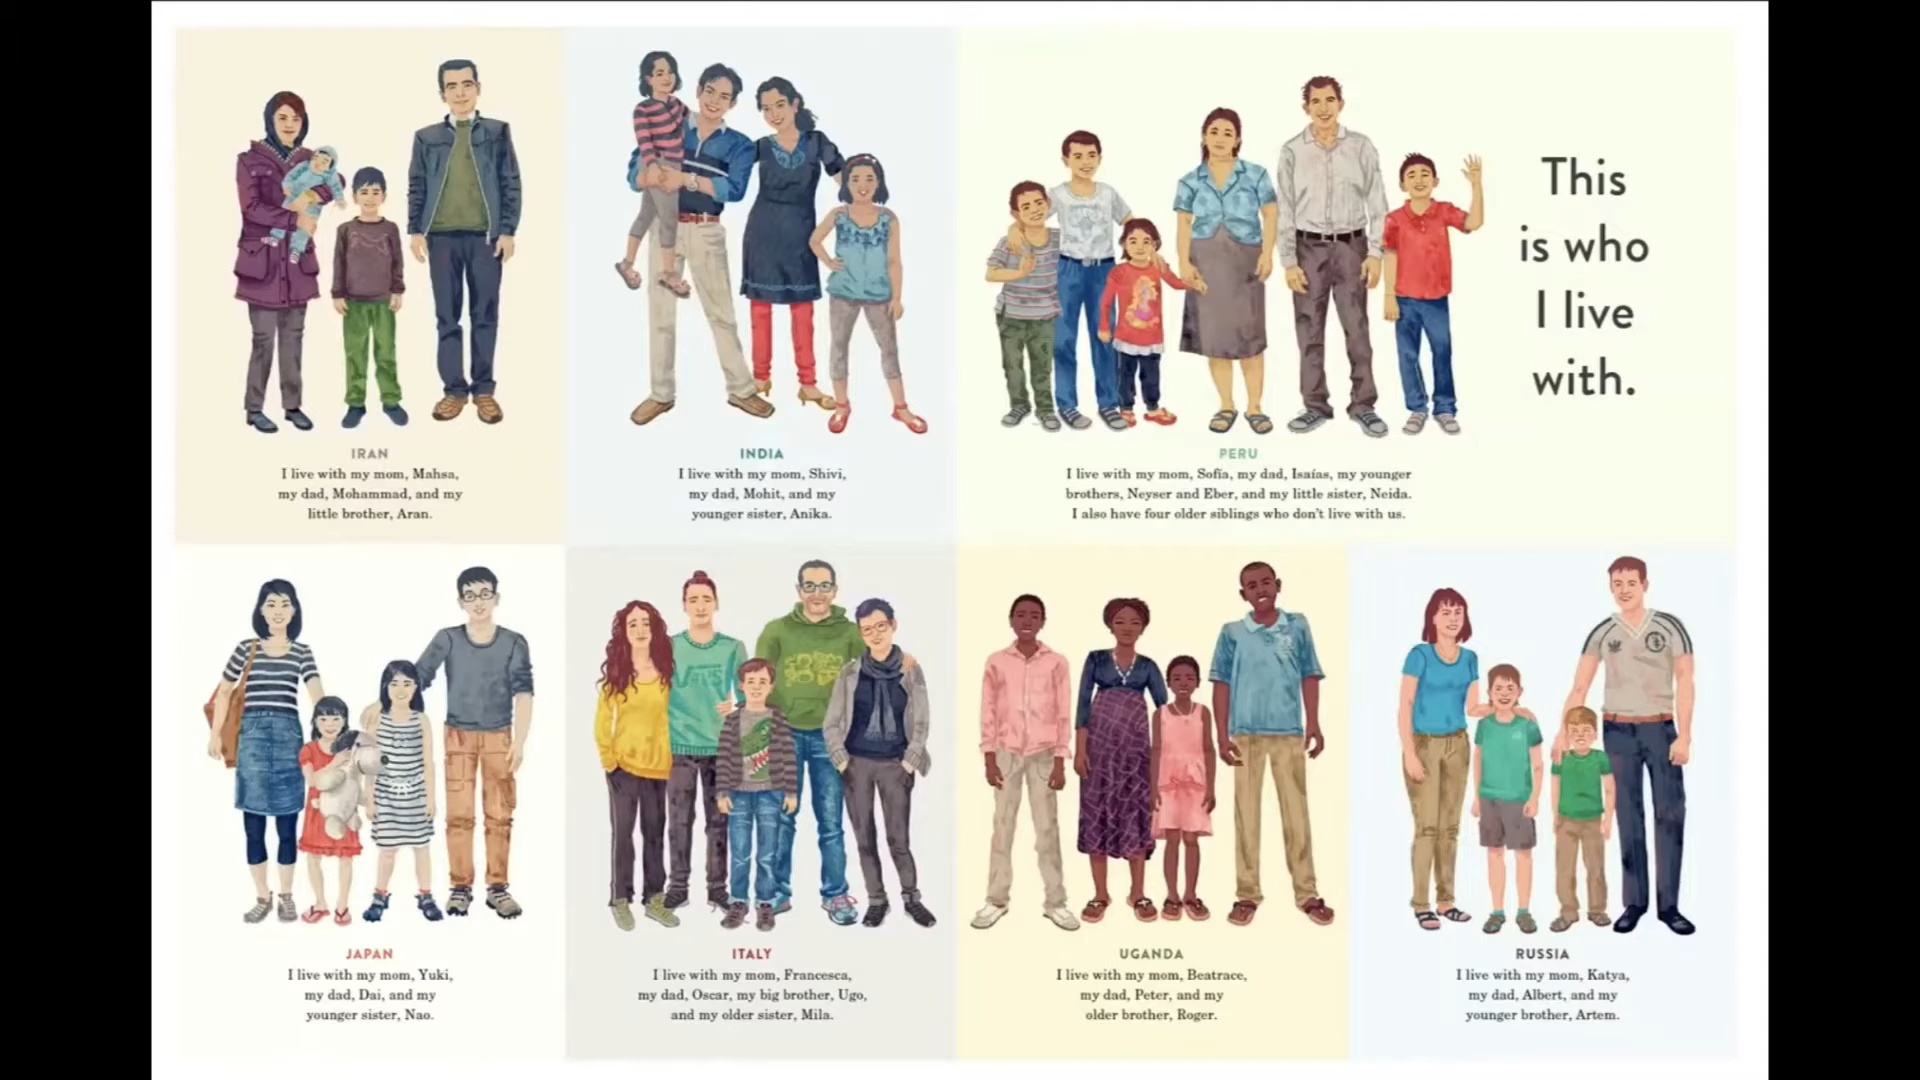 This
is who
I live
with.
IRAN
I live with my mom, Mahsa,
my dad, Mohammad, and my
little brother, Aran.
INDIA
I live with my mom, Shivi,
my dad, Mohit, and my
younger sister, Anika.
PERU
I live with my mom, Sofía, my dad, Isaías, my younger
brothers, Neyser and Eber, and my little sister, Neida.
I also have four older siblings who don't live with us.
JAPAN
I live with my mom, Yuki,
my dad, Dai, and my
younger sister, Nao.
ITALY
I live with my mom, Francesca,
my dad, Oscar, my big brother, Ugo,
and my older sister, Mila.
UGANDA
I live with my mom, Beatrace,
my dad, Peter, and my
older brother, Roger.
RUSSIA
I live with my mom, Katya,
my dad, Albert, and my
younger brother, Artem.